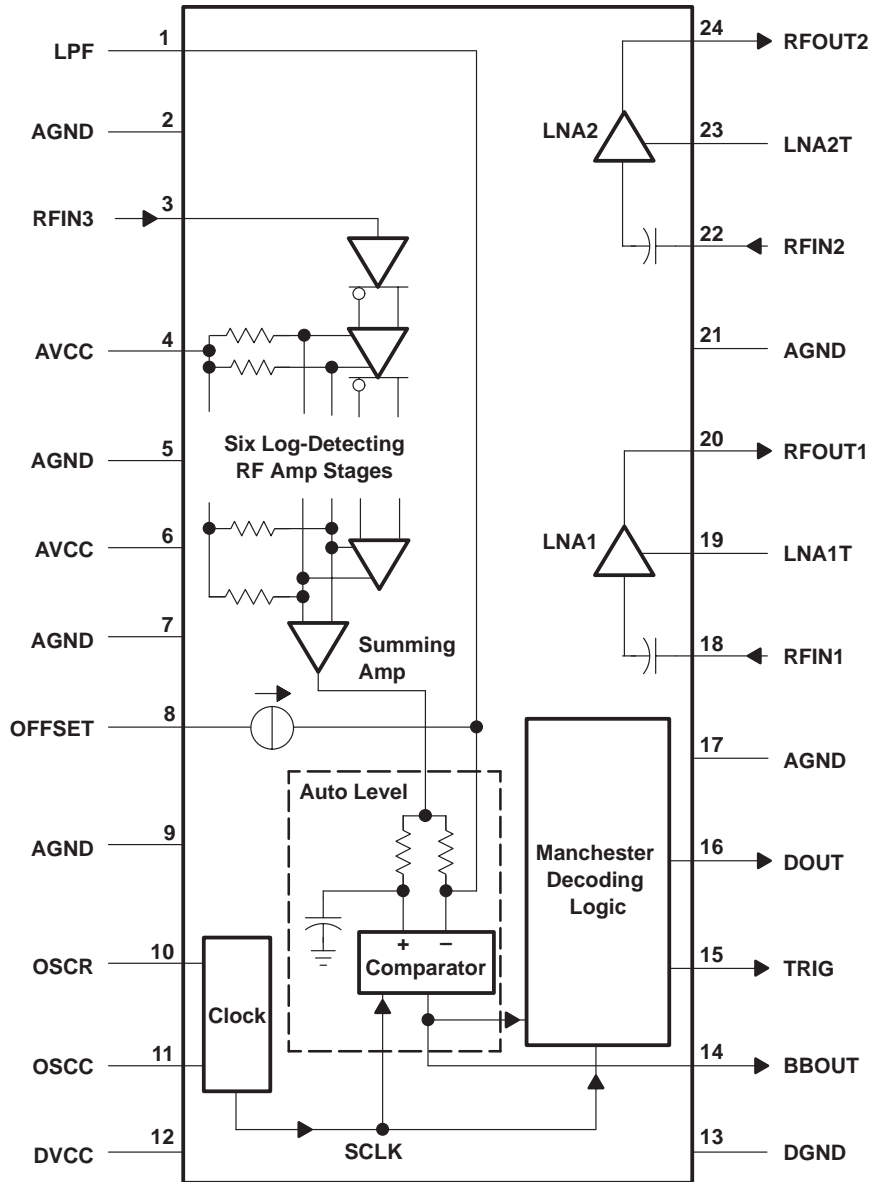 LPF
1
AGND
2
RFIN3
3
AVCC
4
AGND
5
AVCC
6
AGND
7
OFFSET
8
AGND
9
OSCR
10
OSCC
11
DVCC
12
Six Log-Detecting
RF Amp Stages
Summing
Amp
Auto Level
+ −
Comparator
Clock
SCLK
Manchester
Decoding
Logic
LNA2
LNA1
24
RFOUT2
23
LNA2T
22
RFIN2
21
AGND
20
RFOUT1
19
LNA1T
18
RFIN1
17
AGND
16
DOUT
15
TRIG
14
BBOUT
13
DGND